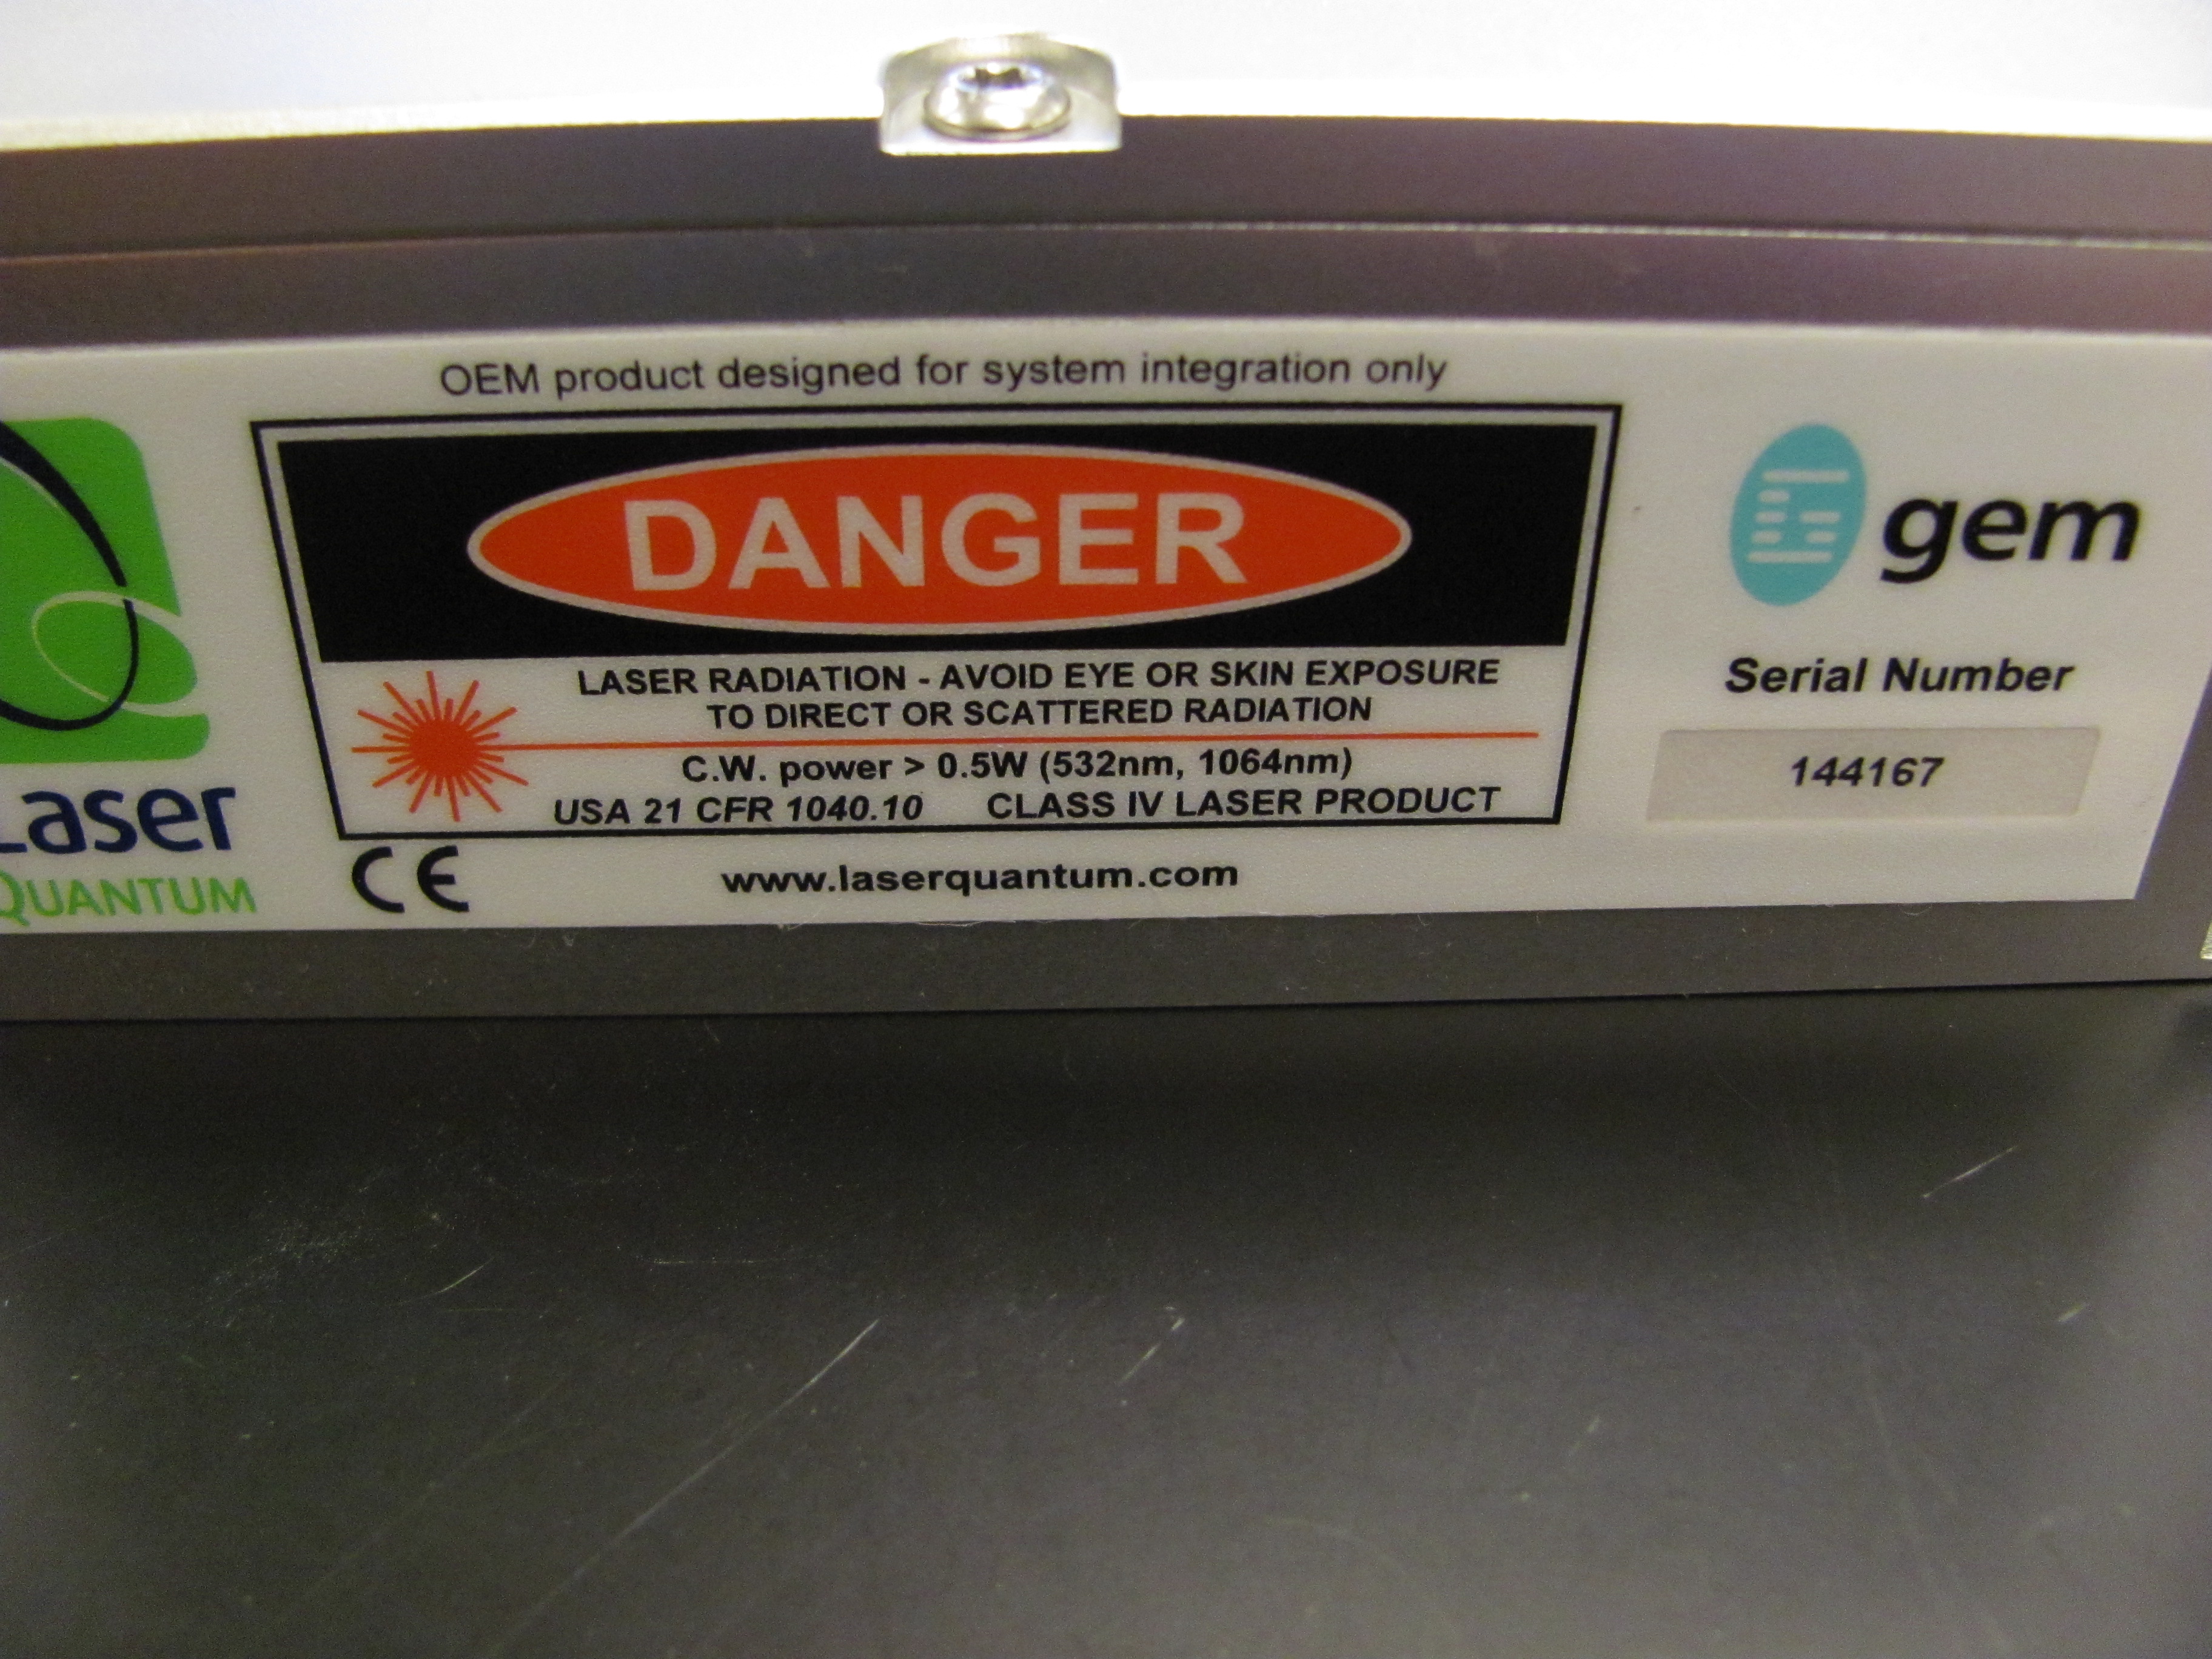 OEM product designed for system integration only
DANGER
LASER RADIATION - AVOID EYE OR SKIN EXPOSURE
TO DIRECT OR SCATTERED RADIATION
C.W. power > 0.5W (532nm, 1064nm)
USA 21 CFR 1040.10 CLASS IV LASER PRODUCT
CE
www.laserquantum.com
Laser
QUANTUM
gem
Serial Number
144167